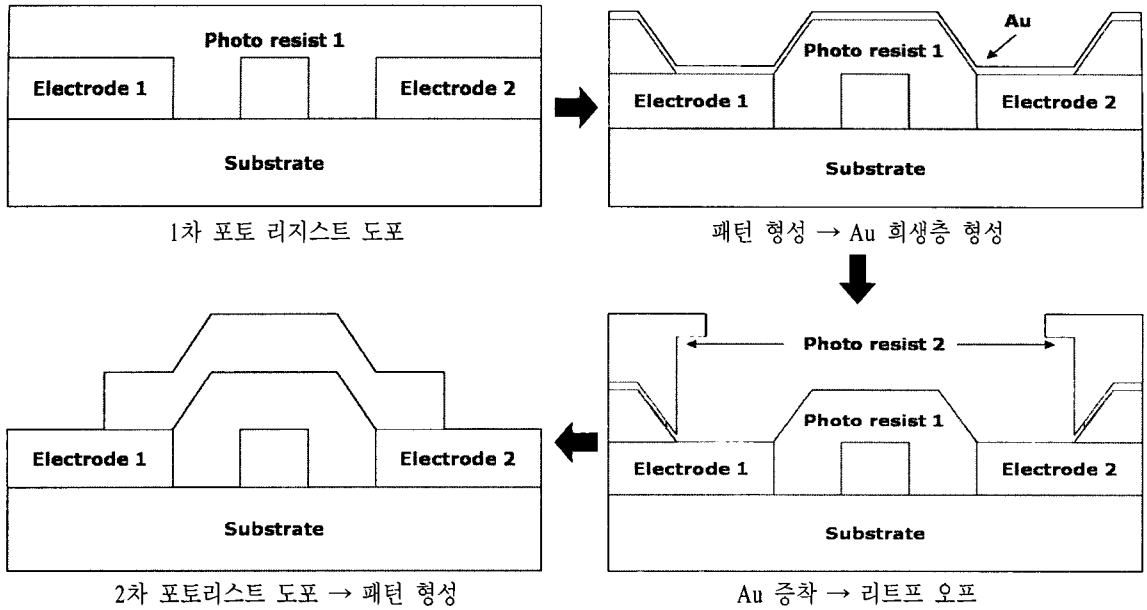 Photo resist 1
Electrode 1
Electrode 2
Substrate
1차 포토 리지스트 도포
Au
Photo resist 1
Electrode 1
Electrode 2
Substrate
패턴 형성 → Au 희생층 형성
Photo resist 2
Photo resist 1
Electrode 1
Electrode 2
Substrate
Au 증착 → 리트프 오프
Electrode 1
Electrode 2
Substrate
2차 포토리스트 도포 → 패턴 형성